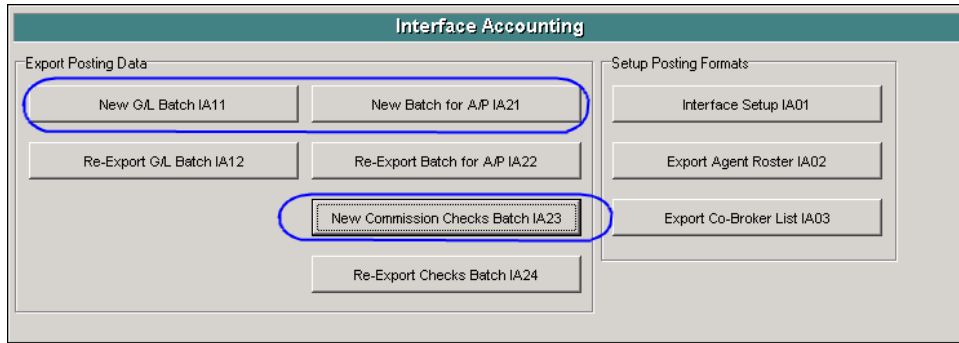 Interface Accounting
Export Posting Data
New G/L Batch IA11
New Batch for A/P IA21
Re-Export G/L Batch IA12
Re-Export Batch for A/P IA22
New Commission Checks Batch IA23
Re-Export Checks Batch IA24
Setup Posting Formats
Interface Setup IA01
Export Agent Roster IA02
Export Co-Broker List IA03